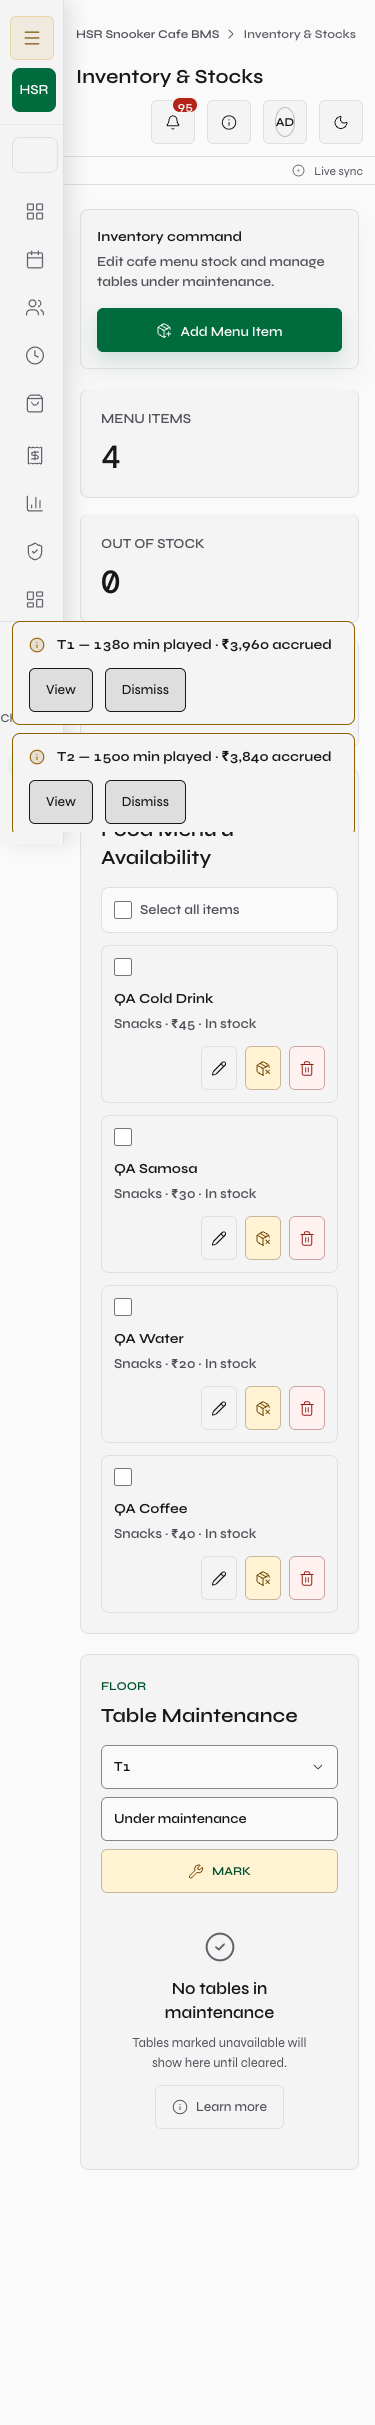 HSR Snooker Cafe BMS > Inventory & Stocks
HSR
Inventory & Stocks
95
AD
Live sync
Inventory command
Edit cafe menu stock and manage
tables under maintenance.
Add Menu Item
MENU ITEMS
4
OUT OF STOCK
0
T1 — 1380 min played · ₹3,960 accrued
View
Dismiss
T2 — 1500 min played · ₹3,840 accrued
View
Dismiss
Availability
Select all items
QA Cold Drink
Snacks · ₹45 · In stock
QA Samosa
Snacks · ₹30 · In stock
QA Water
Snacks · ₹20 · In stock
QA Coffee
Snacks · ₹40 · In stock
FLOOR
Table Maintenance
T1
Under maintenance
MARK
No tables in
maintenance
Tables marked unavailable will
show here until cleared.
Learn more